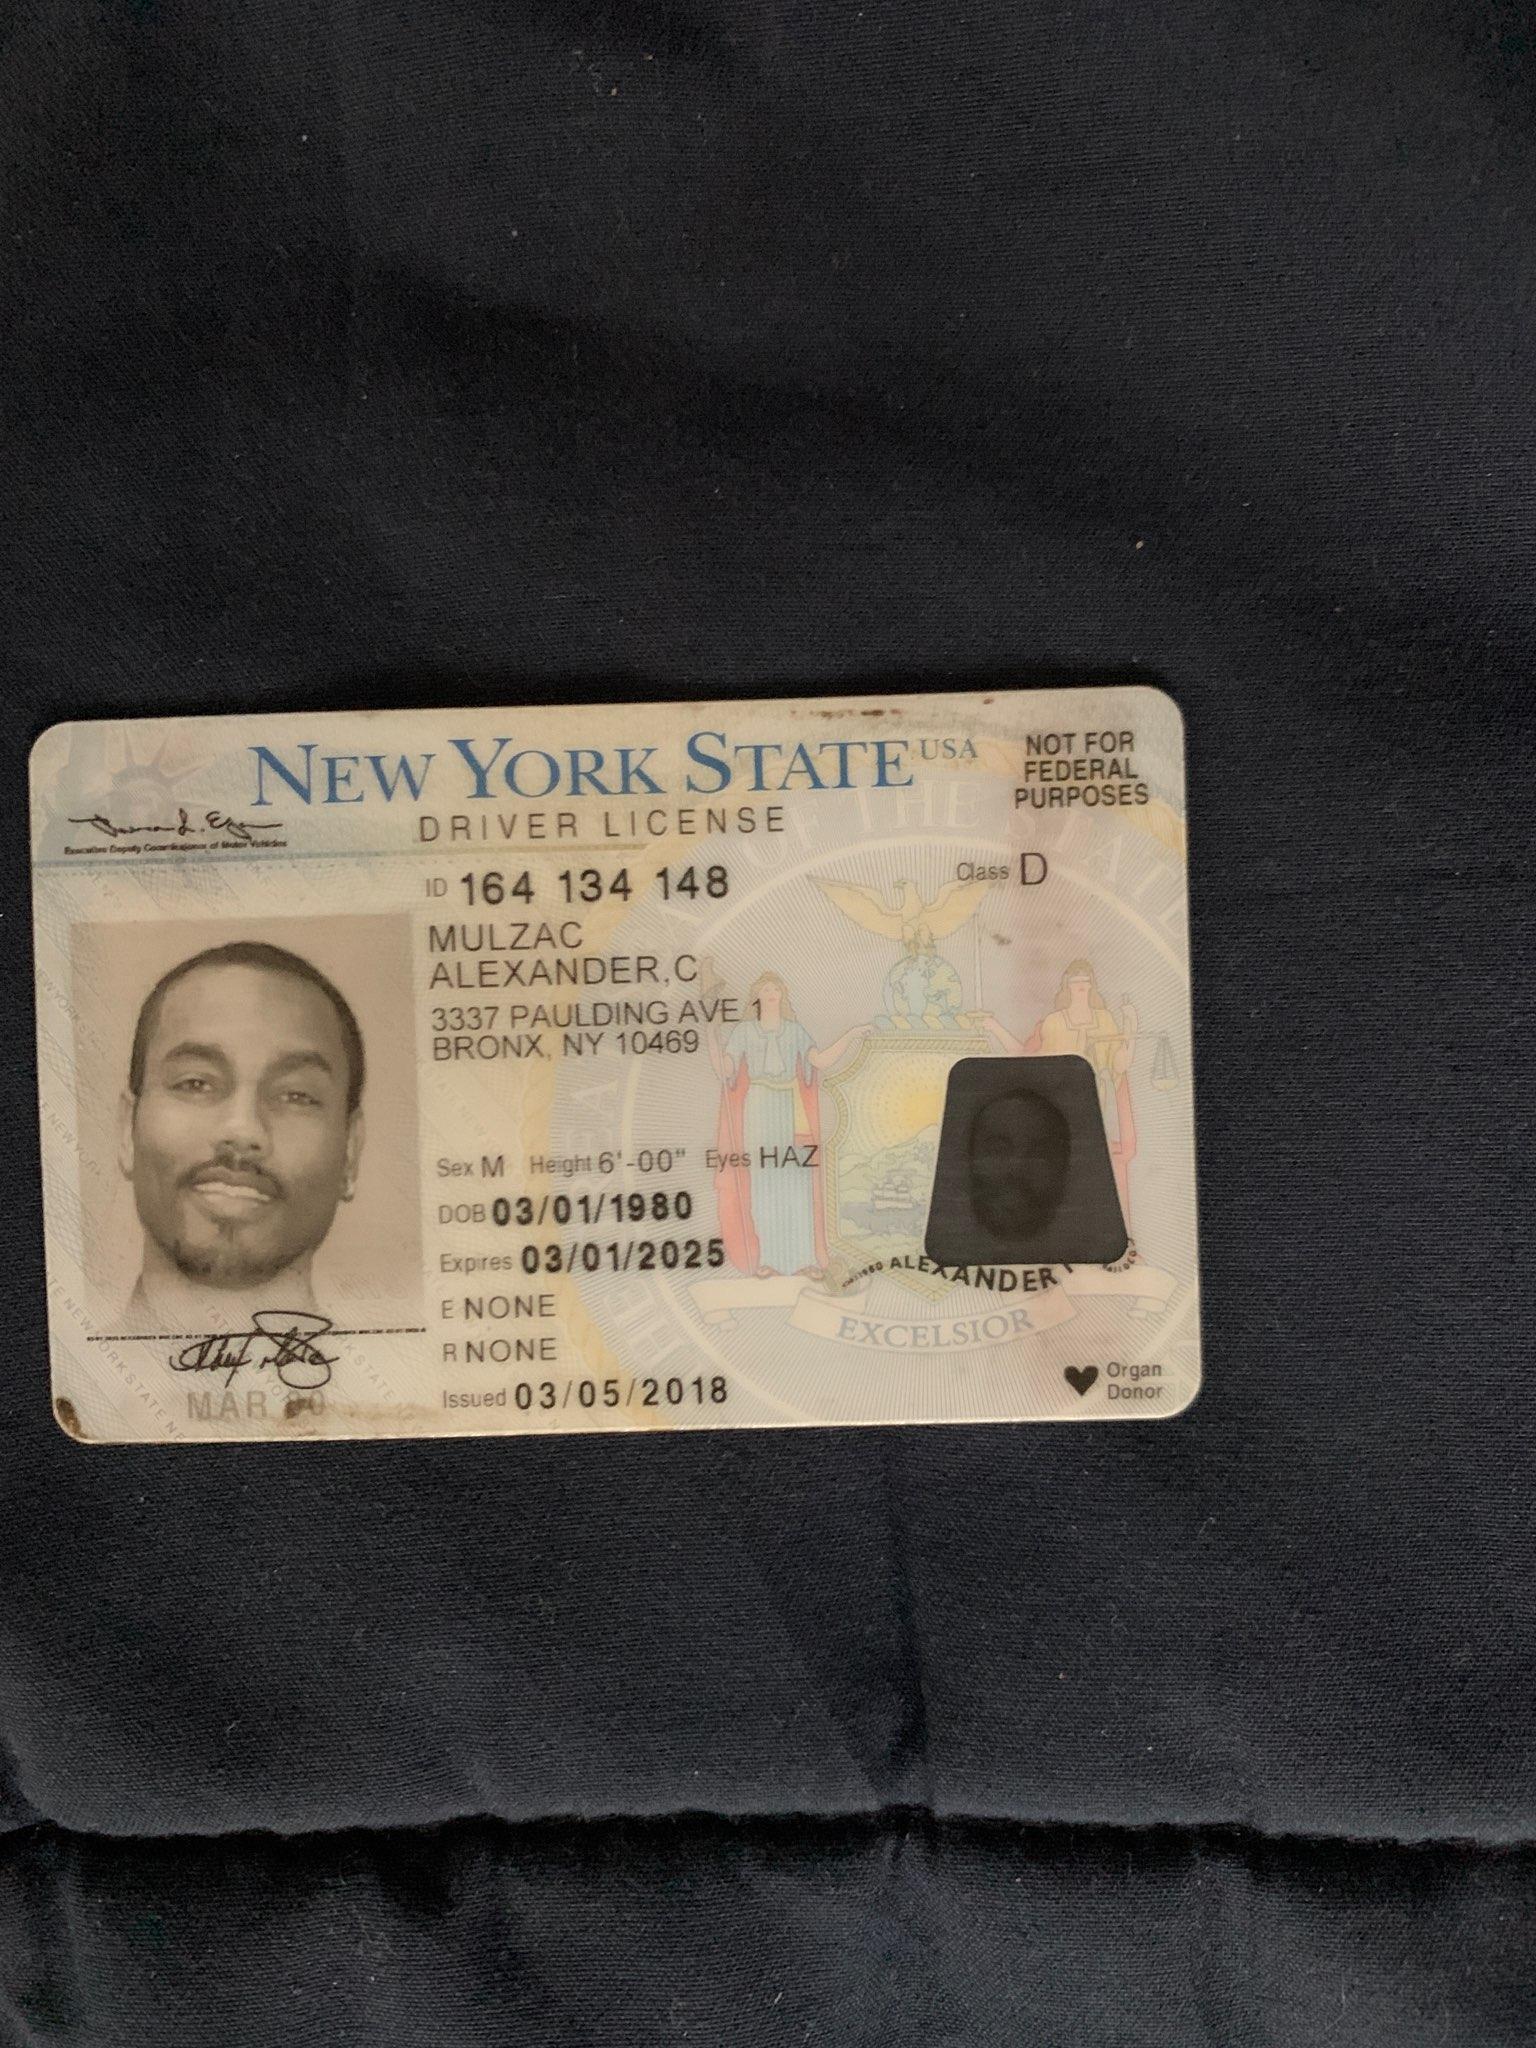 NEW YORK STATE USA
DRIVER LICENSE
NOT FOR
FEDERAL
PURPOSES
Executive Deputy Commissioner of Motor Vehicles
ID 164 134 148
Class D
MULZAC
ALEXANDER,C
3337 PAULDING AVE 1
BRONX, NY 10469
Sex M Height 6'-00" Eyes HAZ
DOB 03/01/1980
Expires 03/01/2025
E NONE
R NONE
Issued 03/05/2018
MAR 80
ALEXANDER
EXCELSIOR
Organ
Donor